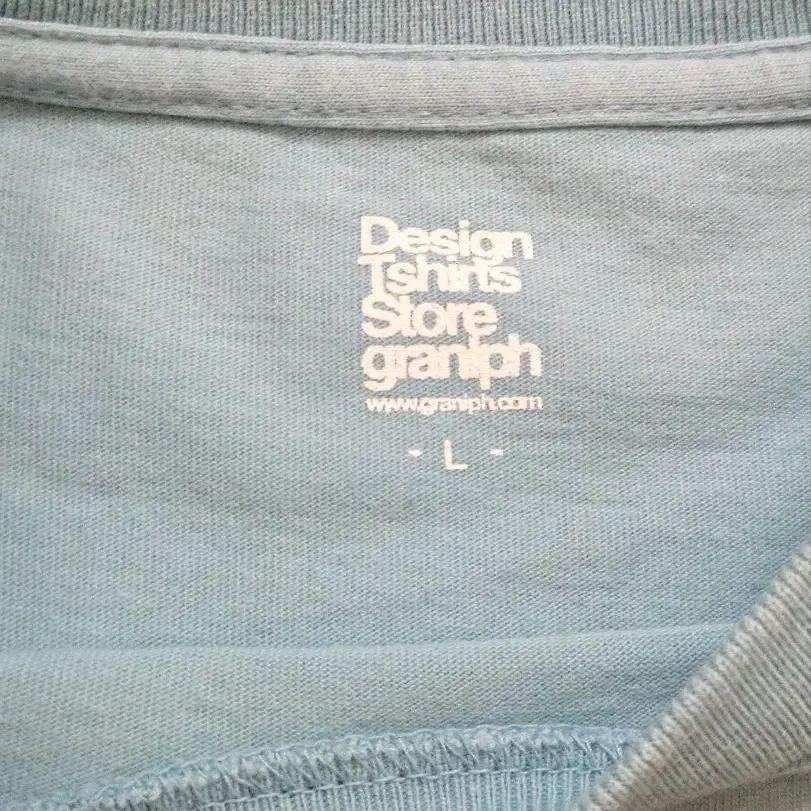 Design
Tshirts
Store
graniph
www.graniph.com
- L -